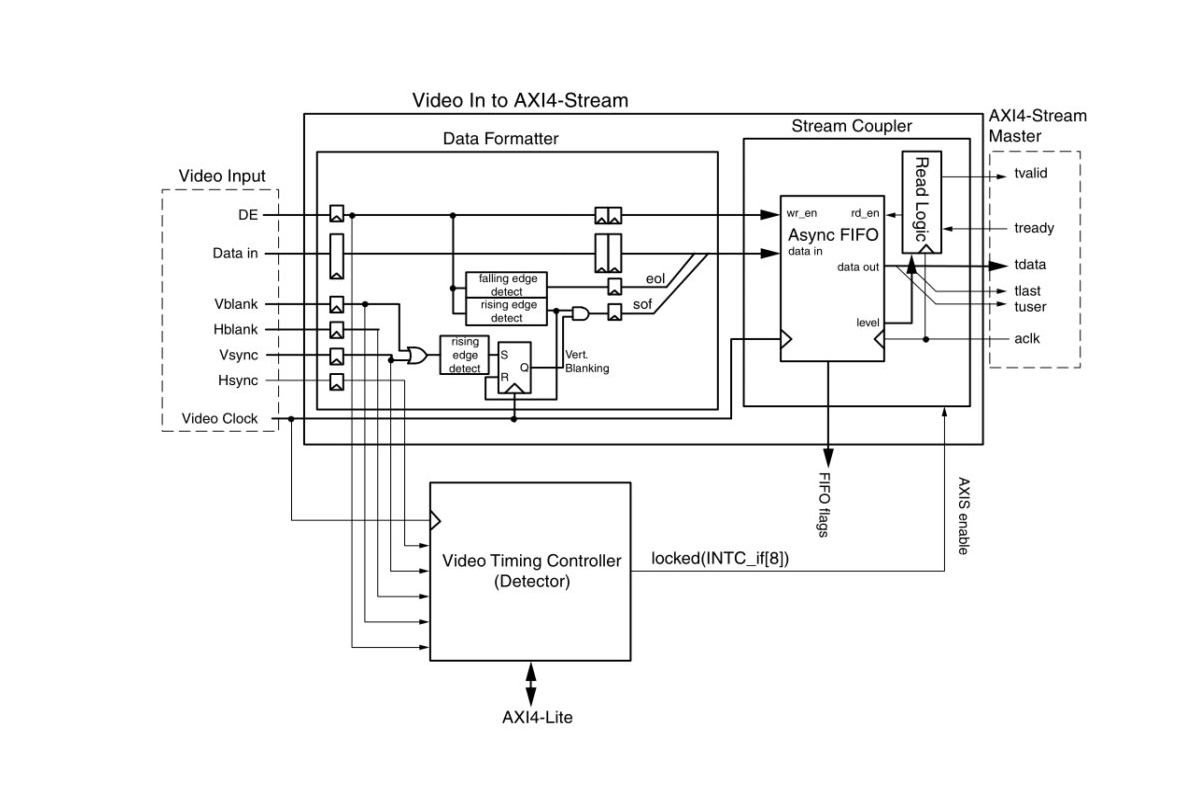 Video In to AXI4-Stream
Data Formatter
Stream Coupler
AXI4-Stream
Master
Video Input
DE
Data in
Vblank
Hblank
Vsync
Hsync
Video Clock
falling edge
detect
rising edge
detect
eol
sof
rising
edge
detect
S
R
Q
Vert.
Blanking
wr_en
rd_en
Async FIFO
data in
data out
level
Read Logic
tvalid
tready
tdata
tlast
tuser
aclk
FIFO flags
AXIS enable
Video Timing Controller
(Detector)
locked(INTC_if[8])
AXI4-Lite